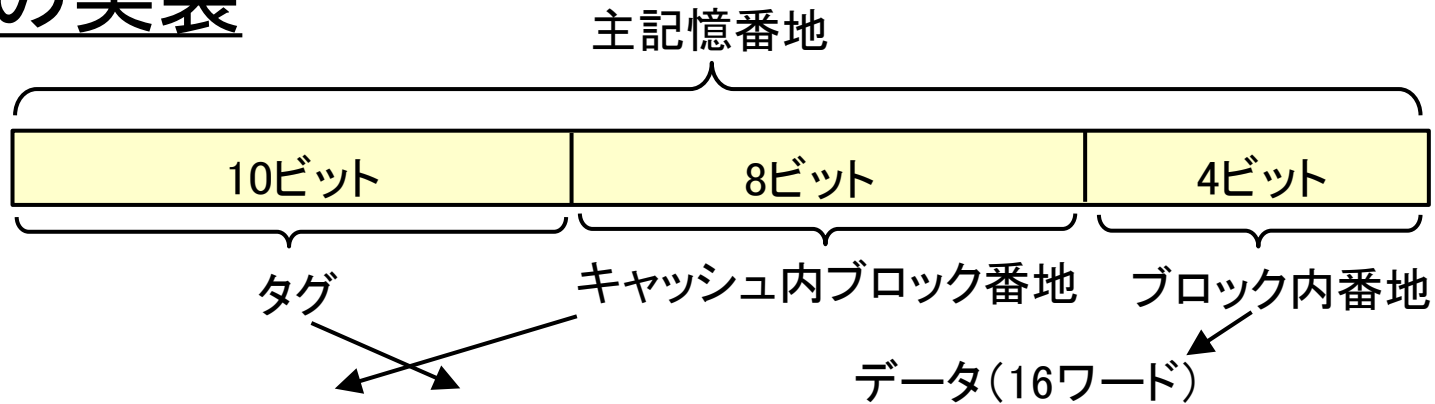 の実装
主記憶番地
10ビット 8ビット 4ビット
タグ キャッシュ内ブロック番地 ブロック内番地
データ(16ワード)